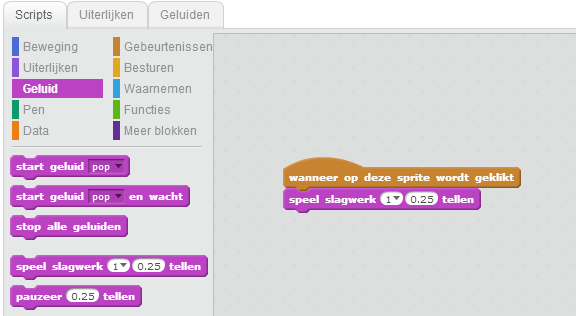 Scripts
Uiterlijken
Geluiden
Beweging
Gebeurtenissen
Uiterlijken
Besturen
Geluid
Waarnemen
Pen
Functies
Data
Meer blokken
start geluid pop
start geluid pop en wacht
stop alle geluiden
speel slagwerk 1 0.25 tellen
pauzeer 0.25 tellen
wanneer op deze sprite wordt geklikt
speel slagwerk 1 0.25 tellen